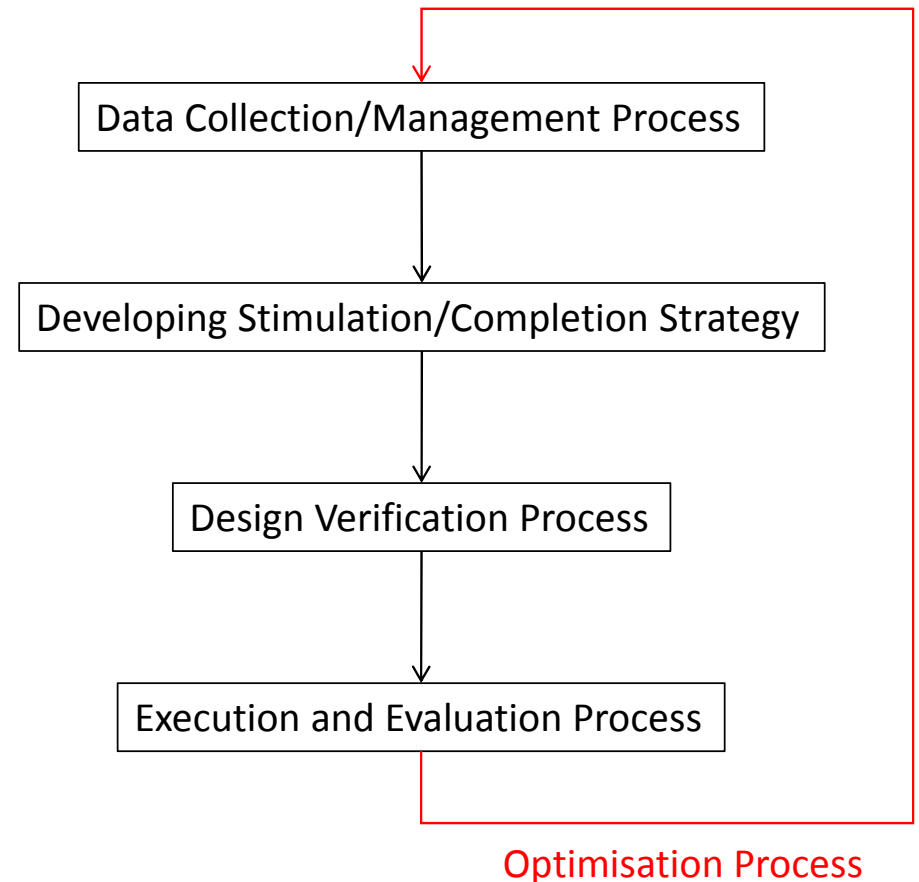 Data Collection/Management Process
Developing Stimulation/Completion Strategy
Design Verification Process
Execution and Evaluation Process
Optimisation Process